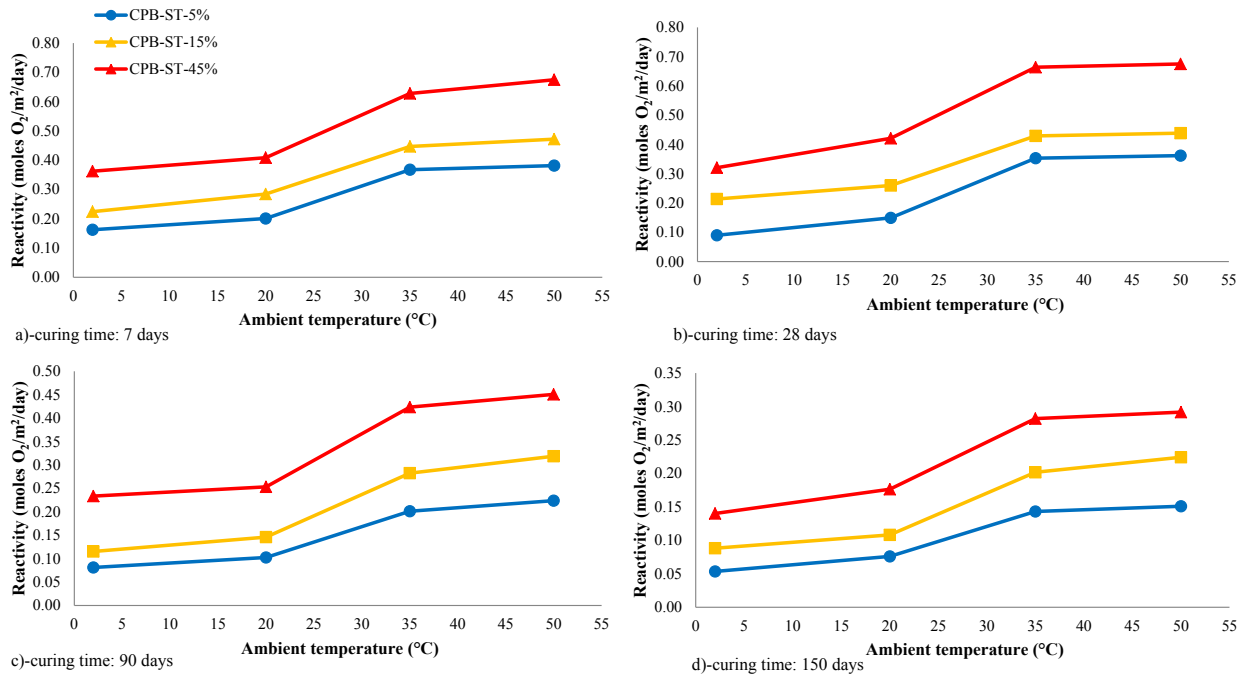 CPB-ST-5%
CPB-ST-15%
CPB-ST-45%
Reactivity (moles O₂/m²/day)
0.80
0.70
0.60
0.50
0.40
0.30
0.20
0.10
0.00
0 5 10 15 20 25 30 35 40 45 50 55
Ambient temperature (°C)
a)-curing time: 7 days
Reactivity (moles O₂/m²/day)
0.80
0.70
0.60
0.50
0.40
0.30
0.20
0.10
0.00
0 5 10 15 20 25 30 35 40 45 50 55
Ambient temperature (°C)
b)-curing time: 28 days
Reactivity (moles O₂/m²/day)
0.50
0.45
0.40
0.35
0.30
0.25
0.20
0.15
0.10
0.05
0.00
0 5 10 15 20 25 30 35 40 45 50 55
Ambient temperature (°C)
c)-curing time: 90 days
Reactivity (moles O₂/m²/day)
0.35
0.30
0.25
0.20
0.15
0.10
0.05
0.00
0 5 10 15 20 25 30 35 40 45 50 55
Ambient temperature (°C)
d)-curing time: 150 days